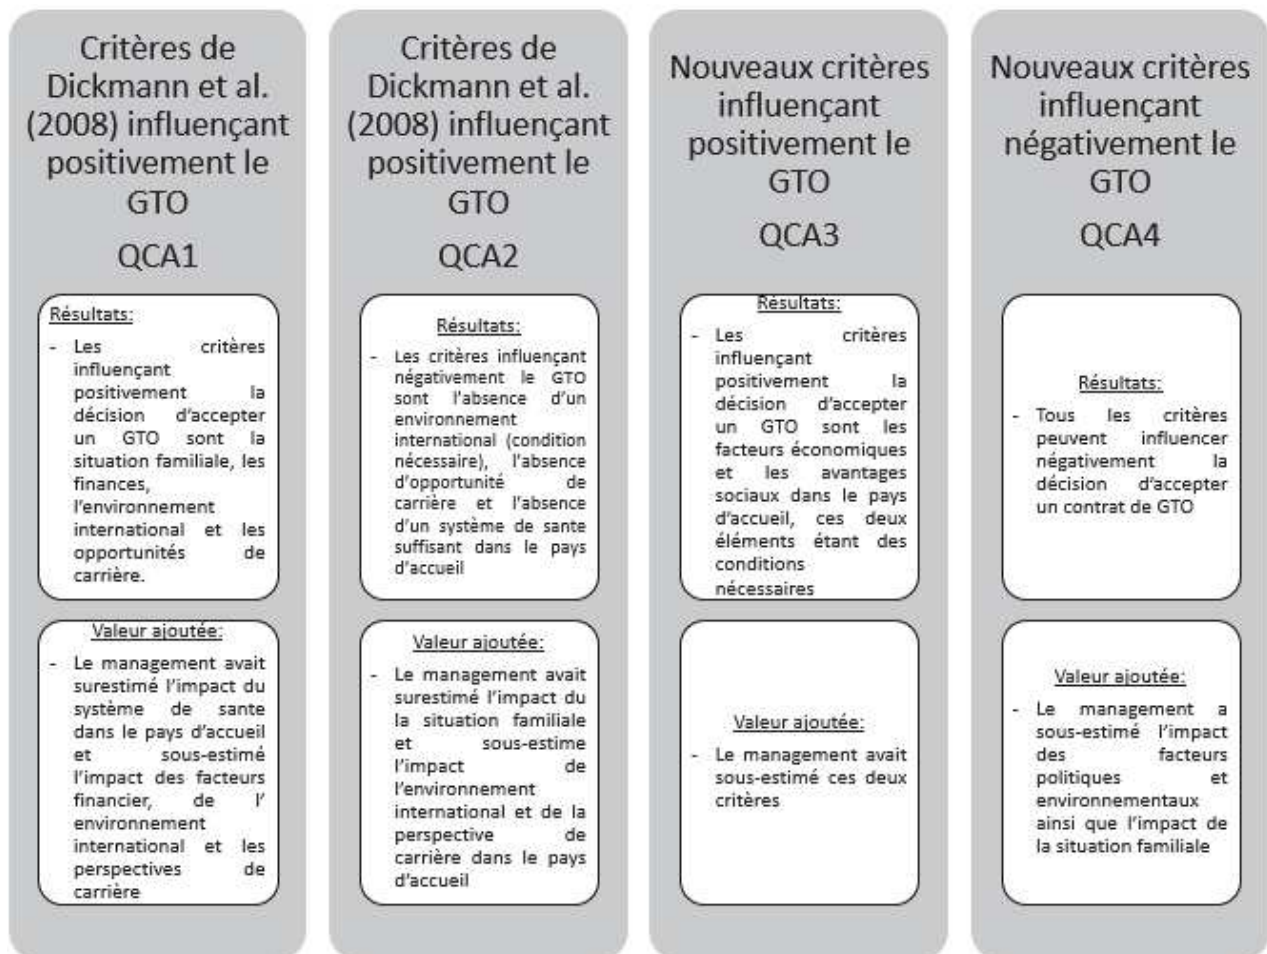 Critères de
Dickmann et al.
(2008) influençant
positivement le
GTO
QCA1
Résultats:
- Les critères
influençant
positivement la
décision d'accepter
un GTO sont la
situation familiale, les
finances,
l'environnement
international et les
opportunités de
carrière.
Valeur ajoutée:
- Le management avait
surestimé l'impact du
système de sante
dans le pays d'accueil
et sous-estimé
l'impact des facteurs
financier, de l'
environnement
international et les
perspectives de
carrière
Critères de
Dickmann et al.
(2008) influençant
positivement le
GTO
QCA2
Résultats:
- Les critères influençant
négativement le GTO
sont l'absence d'un
environnement
international (condition
nécessaire), l'absence
d'opportunité de
carrière et l'absence
d'un système de sante
suffisant dans le pays
d'accueil
Valeur ajoutée:
- Le management avait
surestimé l'impact du
la situation familiale
et sous-estime
l'impact de
l'environnement
international et de la
perspective de
carrière dans le pays
d'accueil
Nouveaux critères
influençant
positivement le
GTO
QCA3
Résultats:
- Les critères
influençant
positivement la
décision d'accepter
un GTO sont les
facteurs économiques
et les avantages
sociaux dans le pays
d'accueil, ces deux
éléments étant des
conditions
nécessaires
Valeur ajoutée:
- Le management avait
sous-estimé ces deux
critères
Nouveaux critères
influençant
négativement le
GTO
QCA4
Résultats:
- Tous les critères
peuvent influencer
négativement la
décision d'accepter
un contrat de GTO
Valeur ajoutée:
- Le management a
sous-estimé l'impact
des facteurs
politiques et
environnementaux
ainsi que l'impact de
la situation familiale